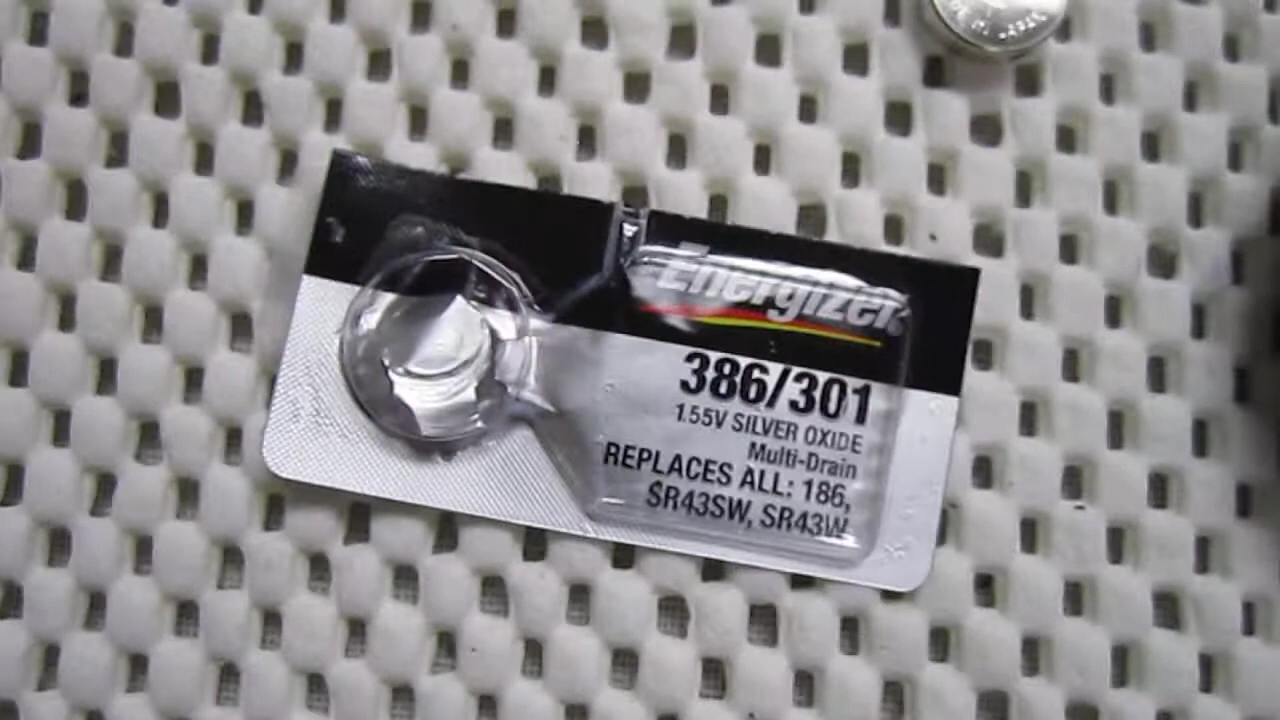 Energizer
386/301
1.55V SILVER OXIDE
Multi-Drain
REPLACES ALL: 186,
SR43SW, SR43W